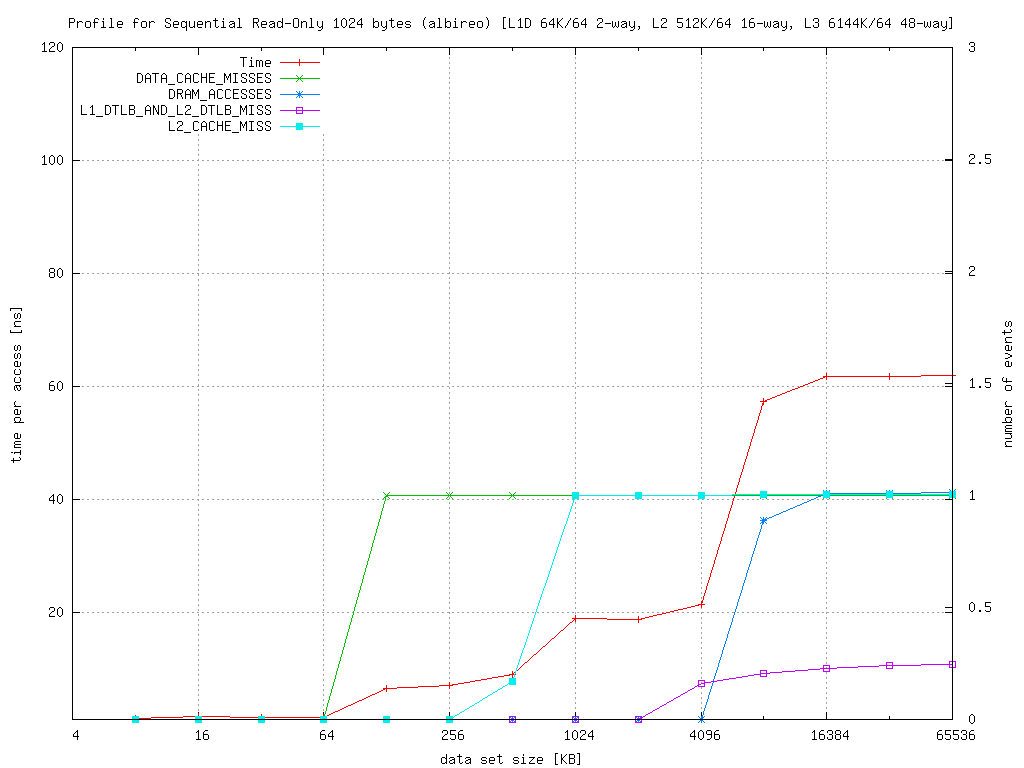 Profile for Sequential Read-Only 1024 bytes (albireo) [L1D 64K/64 2-way, L2 512K/64 16-way, L3 6144K/64 48-way]
Time
DATA_CACHE_MISSES
DRAM_ACCESSES
L1_DTLB_AND_L2_DTLB_MISS
L2_CACHE_MISS
time per access [ns]
120
100
80
60
40
20
3
2.5
2
1.5
1
0.5
0
number of events
4 16 64 256 1024 4096 16384 65536
data set size [KB]